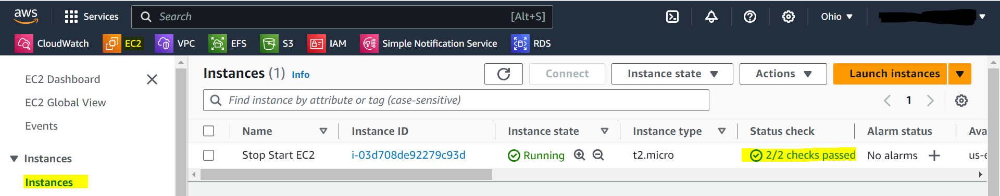 aws Services Search [Alt+S] Ohio
CloudWatch EC2 VPC EFS S3 IAM Simple Notification Service RDS
EC2 Dashboard
EC2 Global View
Events
Instances
Instances
Instances (1) Info Connect Instance state Actions Launch instances
Find instance by attribute or tag (case-sensitive) 1
Name Instance ID Instance state Instance type Status check Alarm status Ava
Stop Start EC2 i-03d708de92279c93d Running t2.micro 2/2 checks passed No alarms us-e